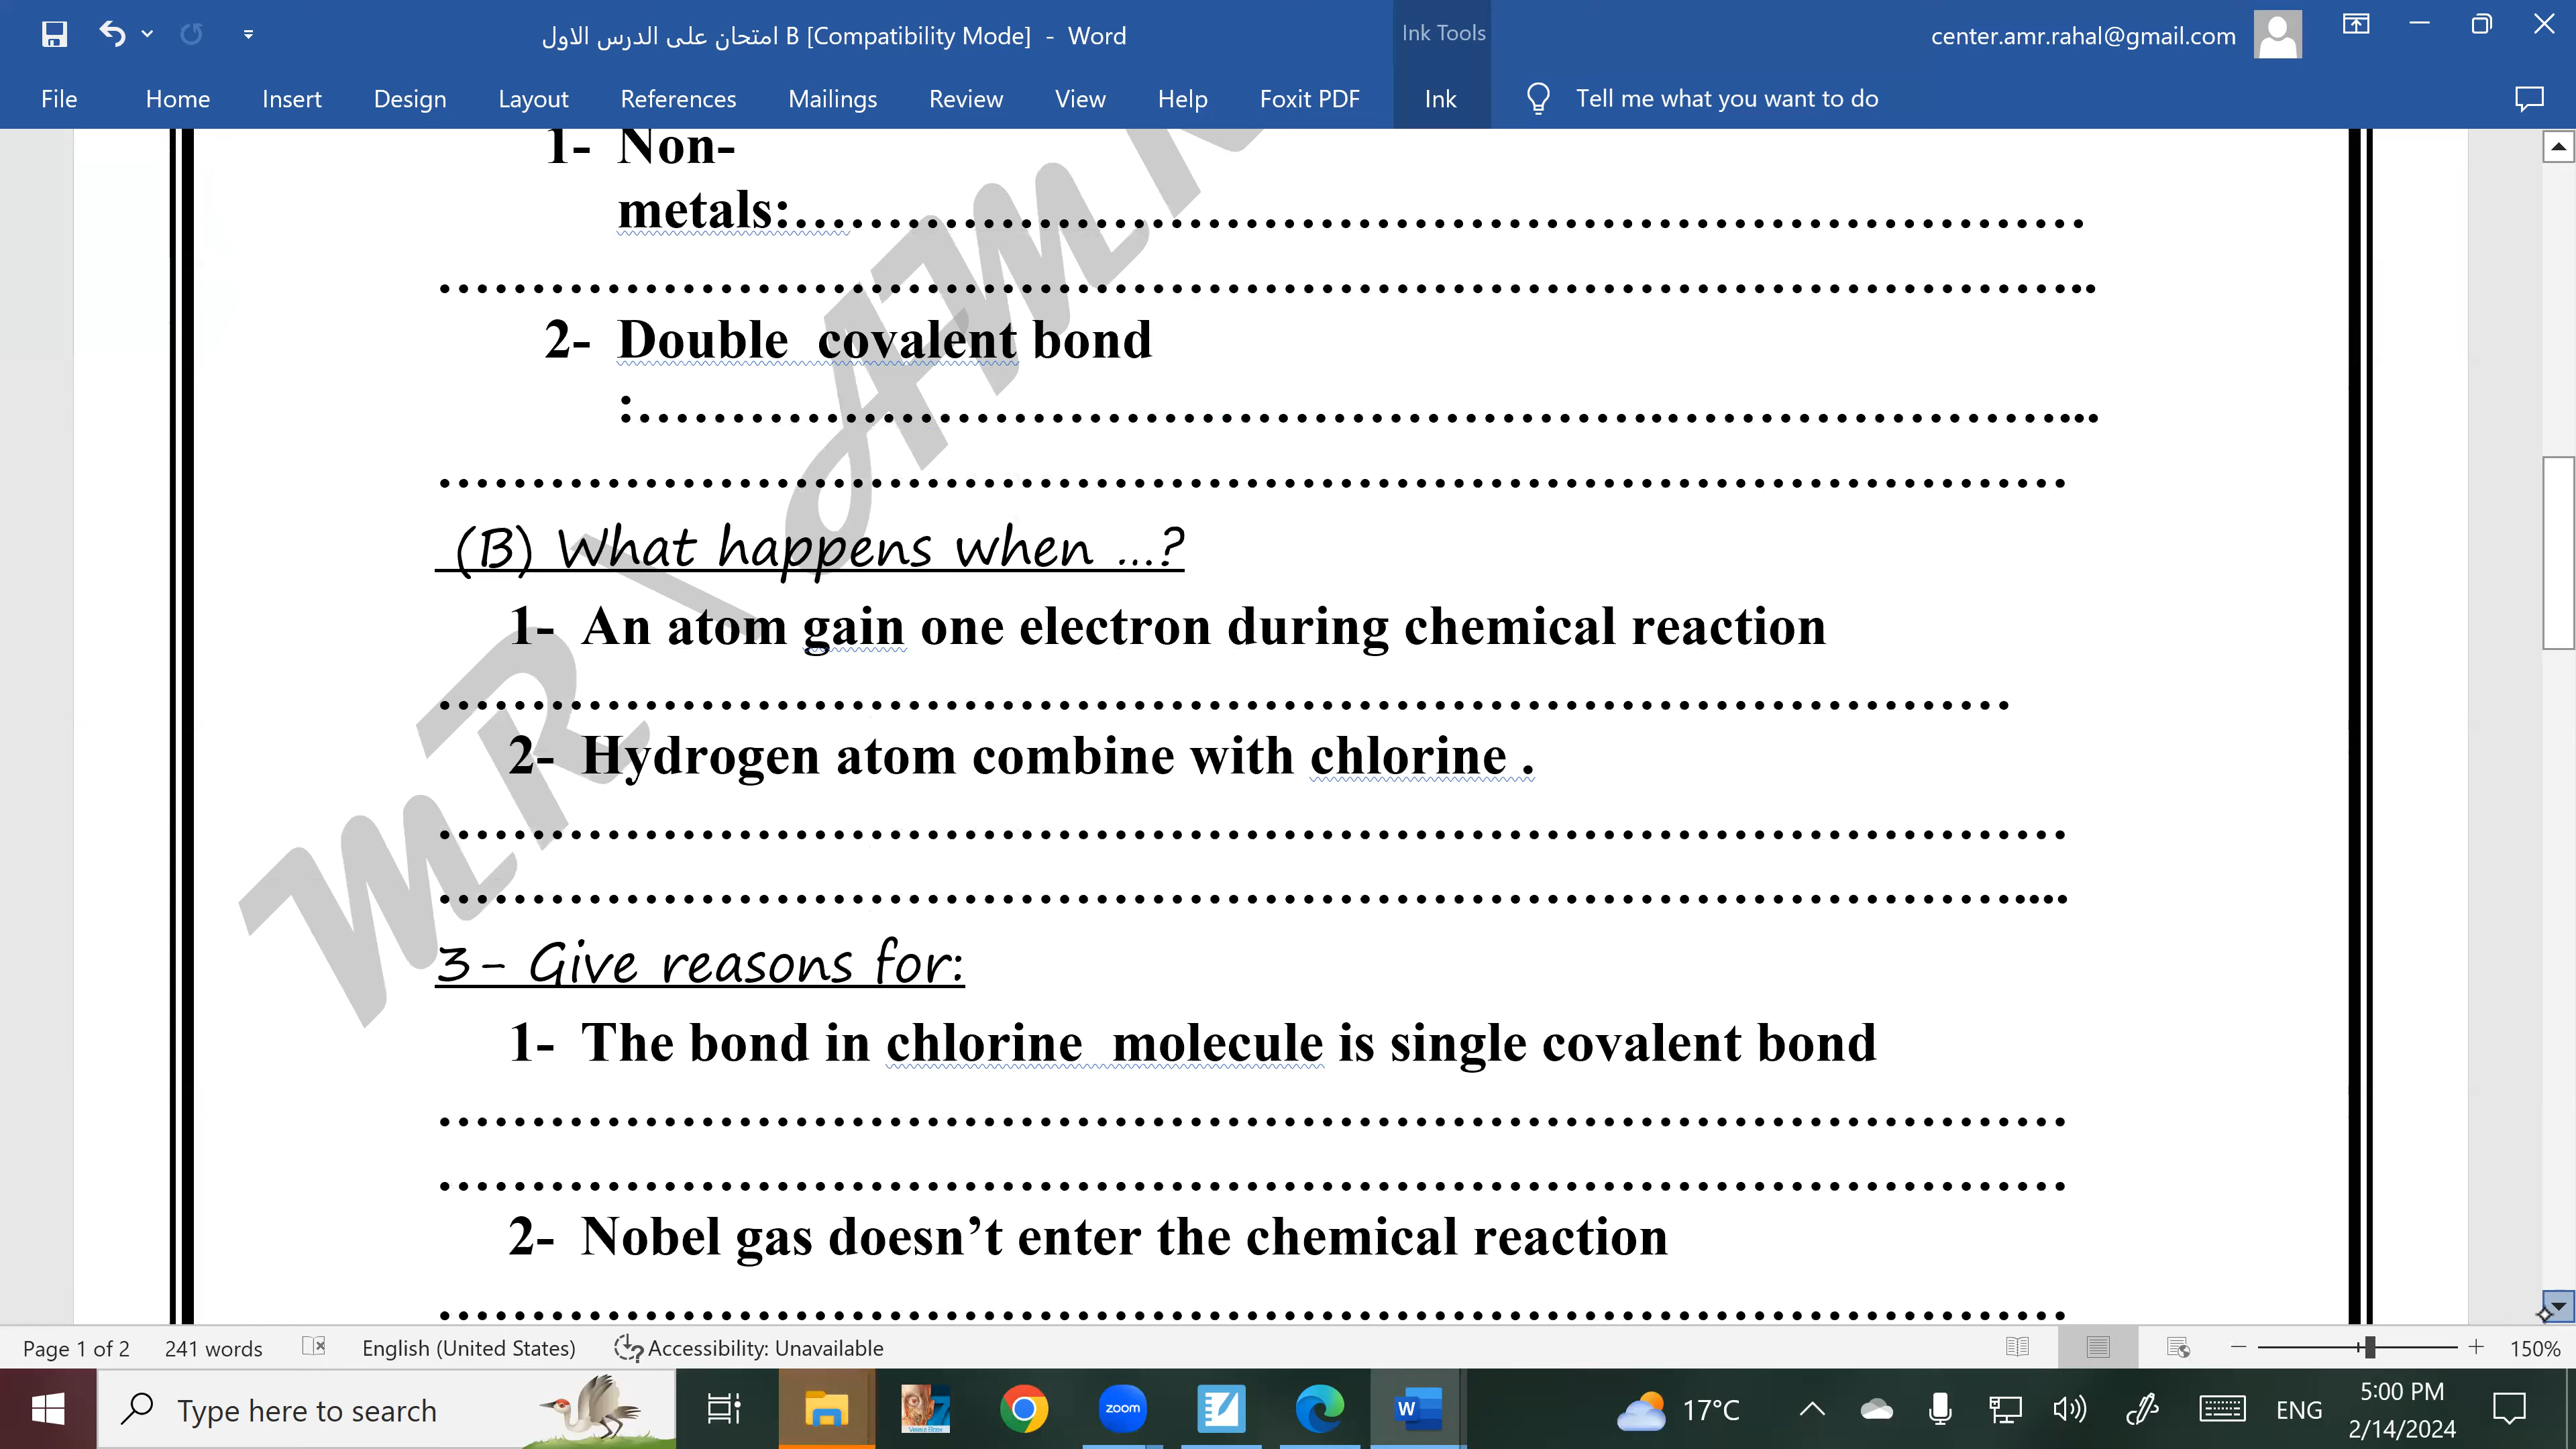 امتحان على الدرس الاول B [Compatibility Mode] - Word
Ink Tools
center.amr.rahal@gmail.com
File Home Insert Design Layout References Mailings Review View Help Foxit PDF Ink Tell me what you want to do
1- Non-
metals:……………………………………………………………………
………………………………………………………………………………..
2- Double  covalent bond
:……………………………………………………………………...
………………………………………………………………………………
(B) What happens when …?
1- An atom gain one electron during chemical reaction
……………………………………………………………………………
2- Hydrogen atom combine with chlorine .
………………………………………………………………………………
………………………………………………………………………………....
3- Give reasons for:
1- The bond in chlorine  molecule is single covalent bond
………………………………………………………………………………
………………………………………………………………………………
2- Nobel gas doesn’t enter the chemical reaction
………………………………………………………………………………
MR \ AMR
Page 1 of 2 241 words English (United States) Accessibility: Unavailable 150%
Type here to search zoom W 17°C ENG 5:00 PM
2/14/2024